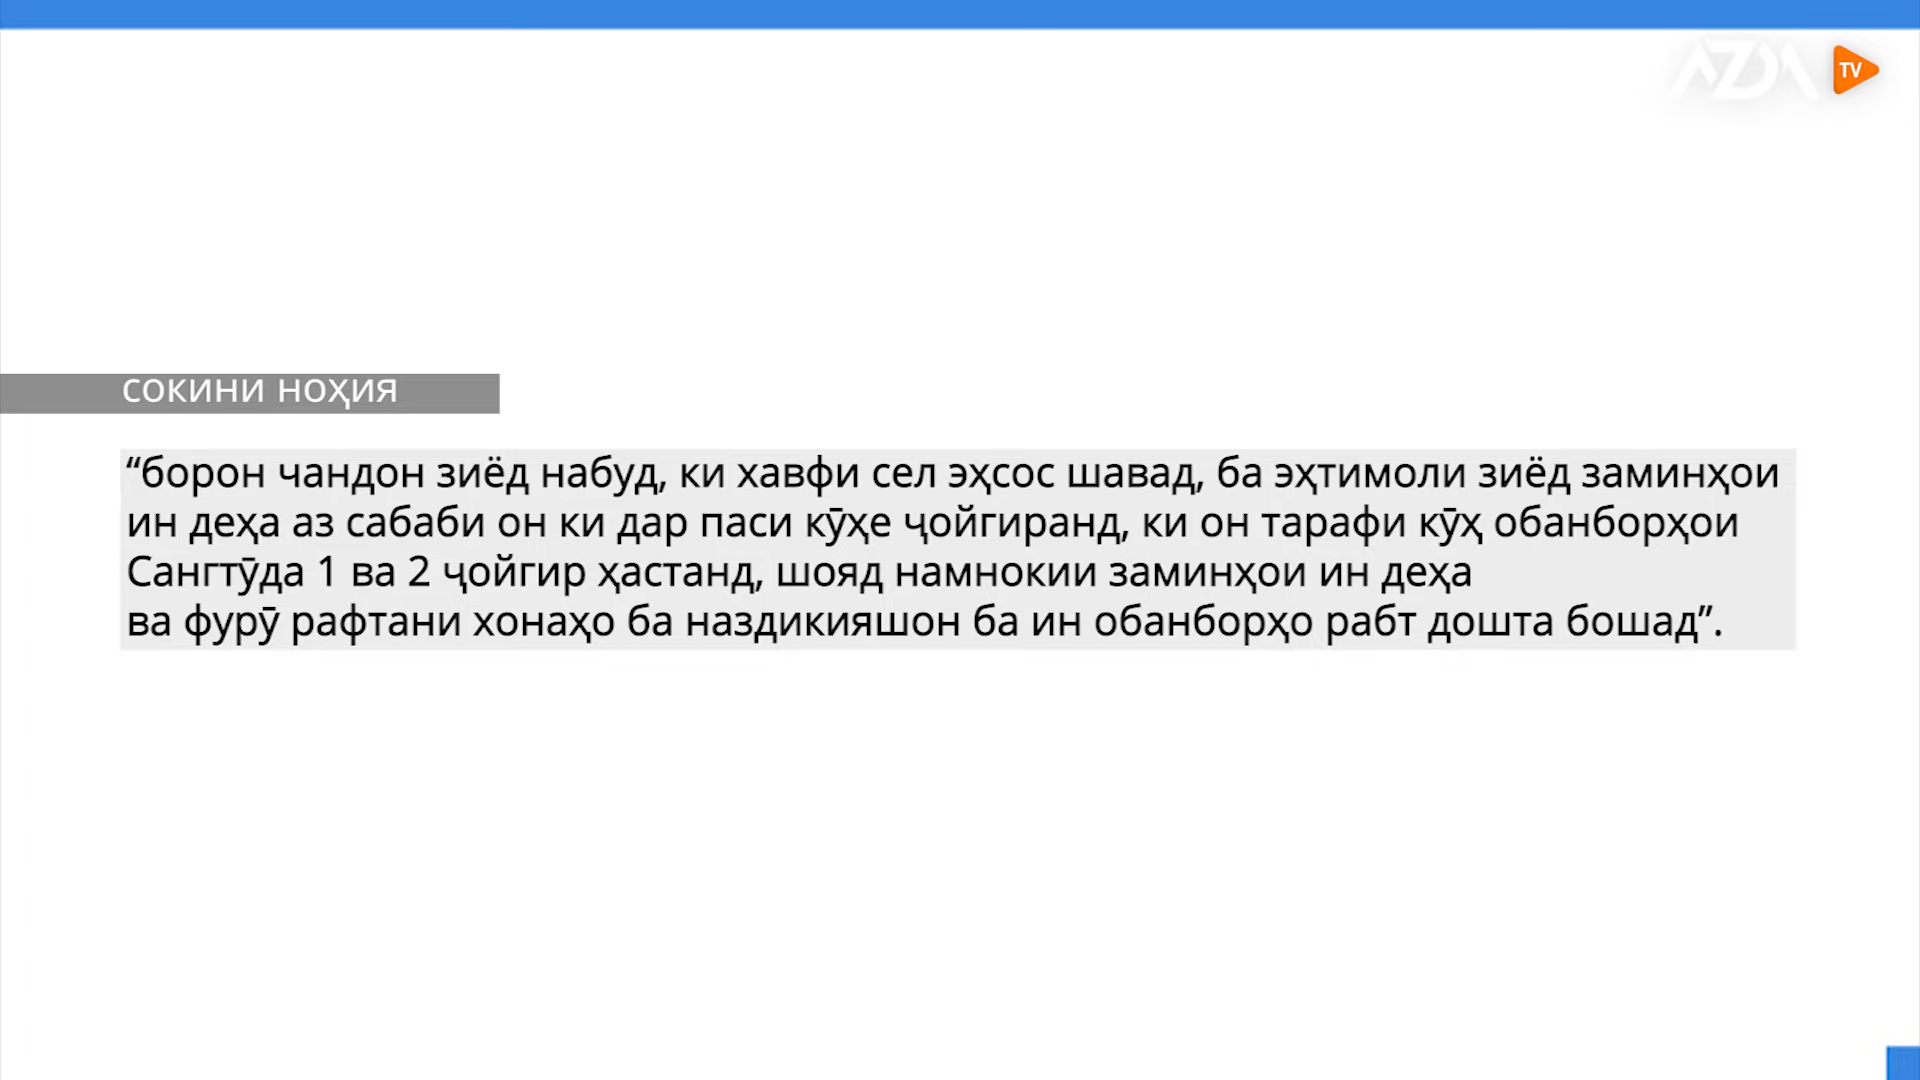 AZDA TV
сокини ноҳия
“борон чандон зиёд набуд, ки хавфи сел эҳсос шавад, ба эҳтимоли зиёд заминҳои
ин деҳа аз сабаби он ки дар паси кӯҳе ҷойгиранд, ки он тарафи кӯҳ обанборҳои
Сангтӯда 1 ва 2 ҷойгир ҳастанд, шояд намнокии заминҳои ин деҳа
ва фурӯ рафтани хонаҳо ба наздикияшон ба ин обанборҳо рабт дошта бошад”.